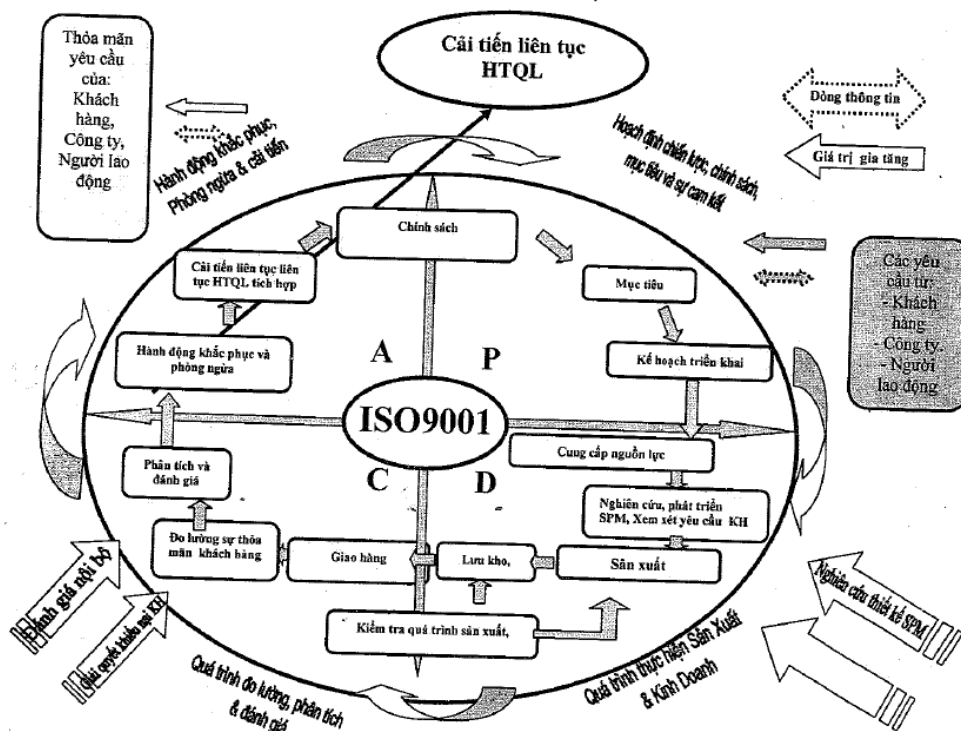 Thỏa mãn
yêu cầu
của:
Khách
hàng,
Công ty,
Người lao
động
Cải tiến liên tục
HTQL
Dòng thông tin
Giá trị gia tăng
Hành động khắc phục,
Phòng ngừa & cải tiến
Hoạch định chiến lược, chính sách,
mục tiêu và sự cam kết
Chính sách
Cải tiến liên tục liên
tục HTQL tích hợp
Mục tiêu
- Các yêu
cầu từ:
- Khách
hàng
- Công ty.
- Người
lao động
Hành động khắc phục và
phòng ngừa
A
P
Kế hoạch triển khai
ISO9001
Cung cấp nguồn lực
Phân tích và
đánh giá
C
D
Nghiên cứu, phát triển
SPM, Xem xét yêu cầu KH
Đo lường sự thỏa
mãn khách hàng
Giao hàng
Lưu kho,
Sản xuất
Kiểm tra quá trình sản xuất,
Đánh giá nội bộ
Giải quyết khiếu nại KH
Nghiên cứu thiết kế SPM
Quá trình đo lường, phân tích
& đánh giá
Quá trình thực hiện Sản Xuất
& Kinh Doanh